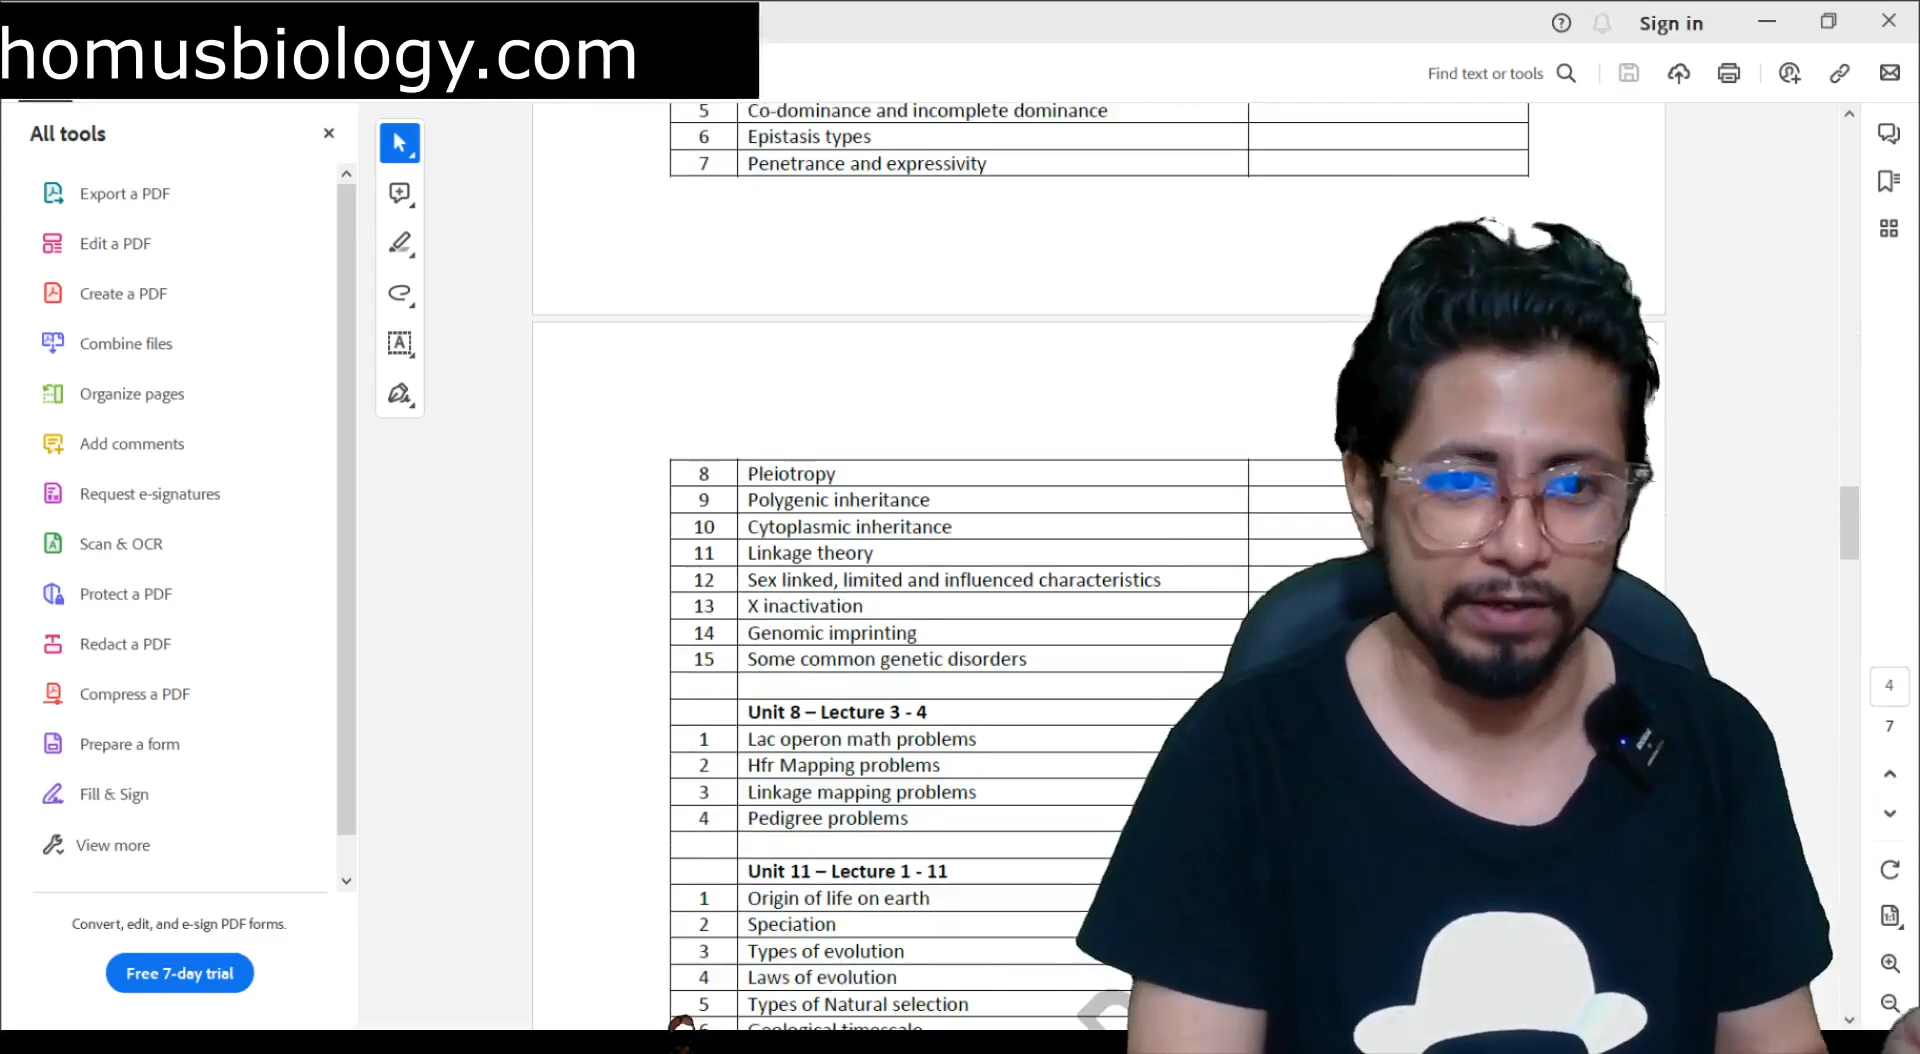 homusbiology.com
Sign in
Find text or tools
All tools
Export a PDF
Edit a PDF
Create a PDF
Combine files
Organize pages
Add comments
Request e-signatures
Scan & OCR
Protect a PDF
Redact a PDF
Compress a PDF
Prepare a form
Fill & Sign
View more
Convert, edit, and e-sign PDF forms.
Free 7-day trial
5 Co-dominance and incomplete dominance
6 Epistasis types
7 Penetrance and expressivity
8 Pleiotropy
9 Polygenic inheritance
10 Cytoplasmic inheritance
11 Linkage theory
12 Sex linked, limited and influenced characteristics
13 X inactivation
14 Genomic imprinting
15 Some common genetic disorders
Unit 8 – Lecture 3 - 4
1 Lac operon math problems
2 Hfr Mapping problems
3 Linkage mapping problems
4 Pedigree problems
Unit 11 – Lecture 1 - 11
1 Origin of life on earth
2 Speciation
3 Types of evolution
4 Laws of evolution
5 Types of Natural selection
6 Geological timescale
4
7